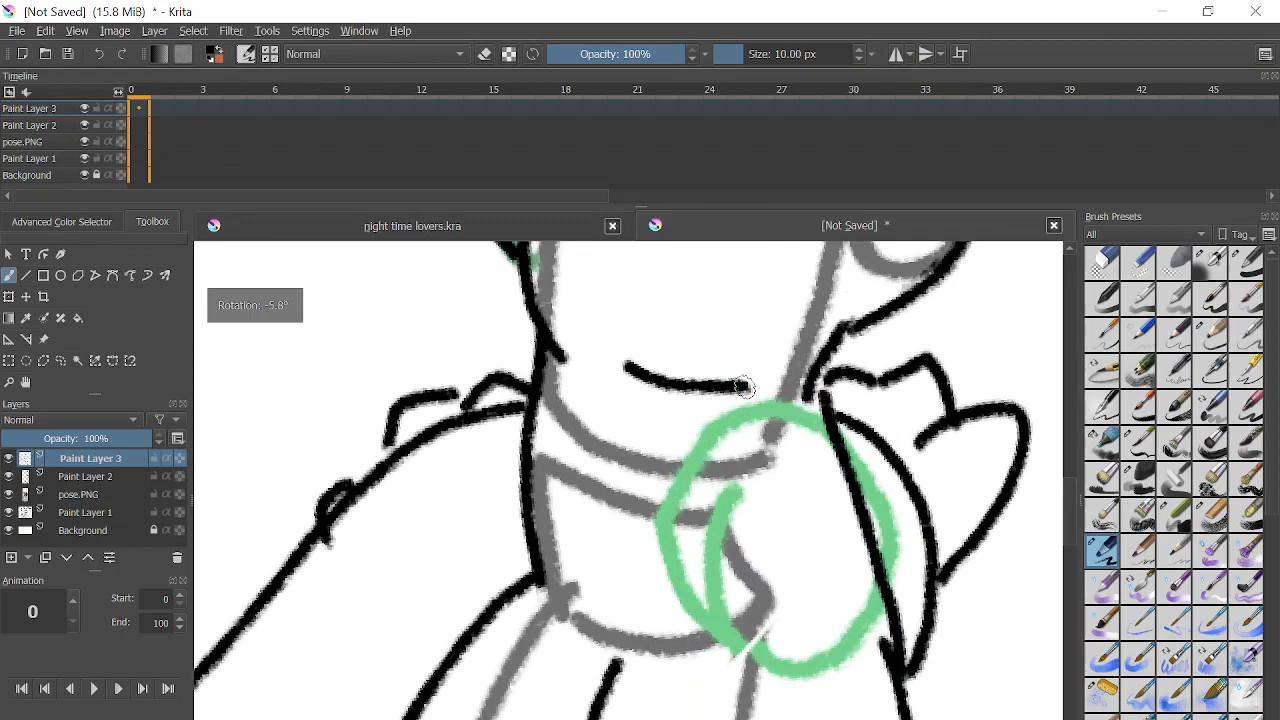 [Not Saved] (15.8 MiB) * - Krita
File Edit View Image Layer Select Filter Tools Settings Window Help
Normal Opacity: 100% Size: 10.00 px
Timeline
0 3 6 9 12 15 18 21 24 27 30 33 36 39 42 45
Paint Layer 3
Paint Layer 2
pose.PNG
Paint Layer 1
Background
Advanced Color Selector Toolbox
night time lovers.kra
[Not Saved] *
Brush Presets
All Tag
Rotation: -5.8°
Layers
Normal
Opacity: 100%
Paint Layer 3
Paint Layer 2
pose.PNG
Paint Layer 1
Background
Animation
0
Start: 0
End: 100